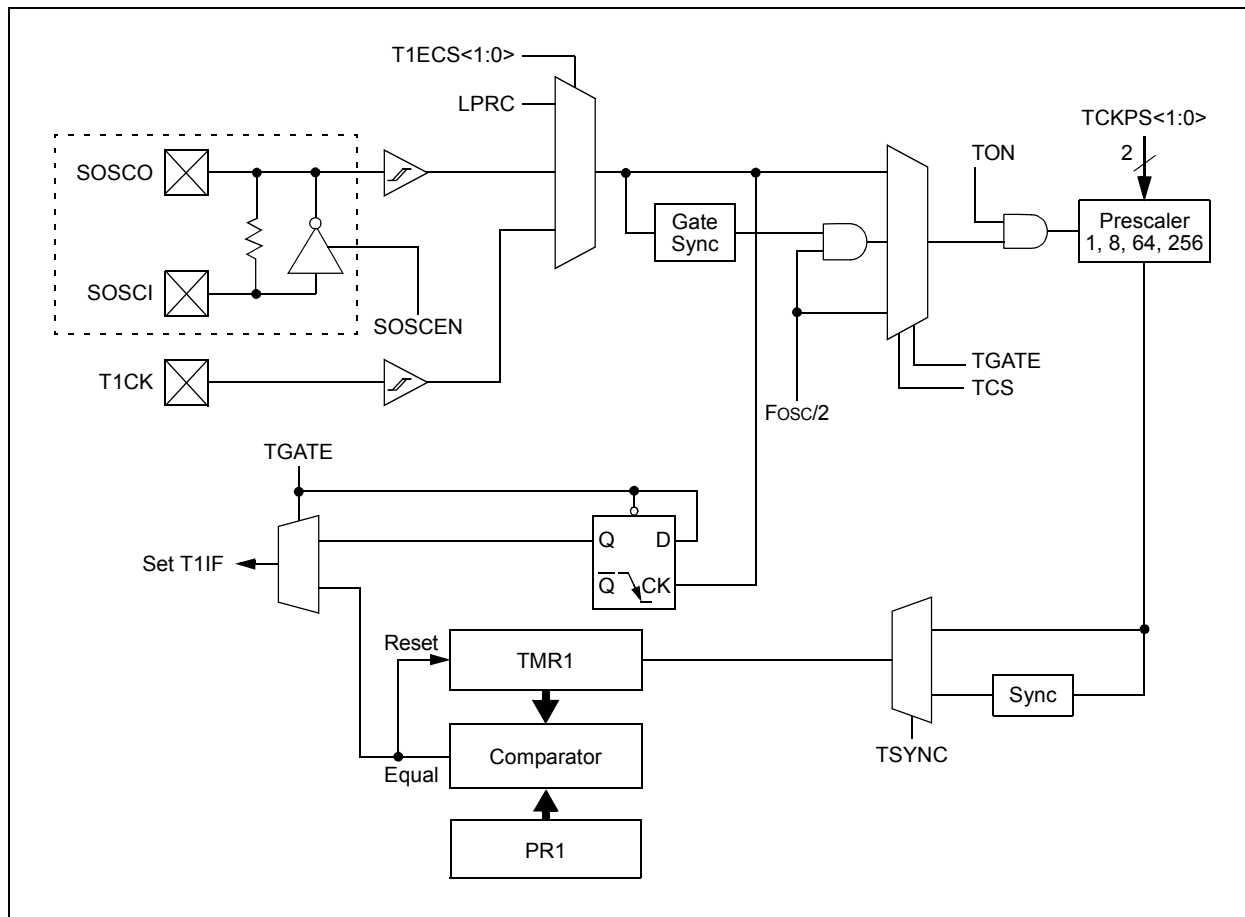 T1ECS<1:0>
LPRC
TCKPS<1:0>
SOSCO
TON
2
Gate
Sync
Prescaler
1, 8, 64, 256
SOSCI
SOSCEN
TGATE
T1CK
TCS
FOSC/2
TGATE
Q D
Set T1IF
Q CK
Reset
TMR1
Sync
Comparator
TSYNC
Equal
PR1